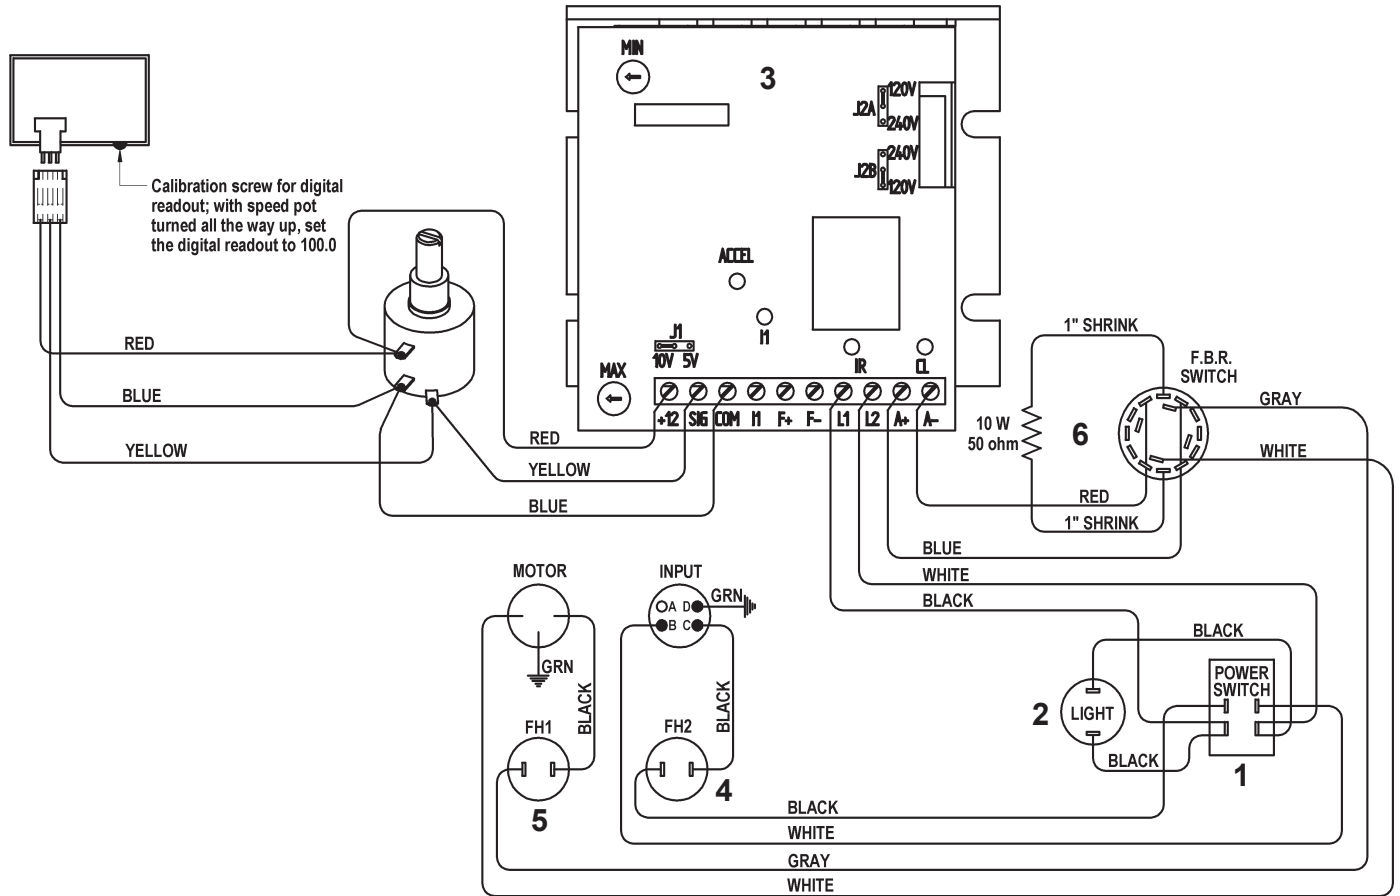 MIN
3
J2A
120V
240V
J2B
240V
120V
Calibration screw for digital
readout; with speed pot
turned all the way up, set
the digital readout to 100.0
ACCEL
I1
J1
10V 5V
IR
CL
MAX
+12 SIG COM I1 F+ F- L1 L2 A+ A-
RED
BLUE
YELLOW
RED
YELLOW
BLUE
1" SHRINK
10 W
50 ohm
6
1" SHRINK
F.B.R.
SWITCH
GRAY
WHITE
RED
BLUE
WHITE
BLACK
MOTOR
GRN
BLACK
FH1
5
INPUT
A D
B C
GRN
BLACK
FH2
4
BLACK
2
LIGHT
BLACK
POWER
SWITCH
1
BLACK
WHITE
GRAY
WHITE